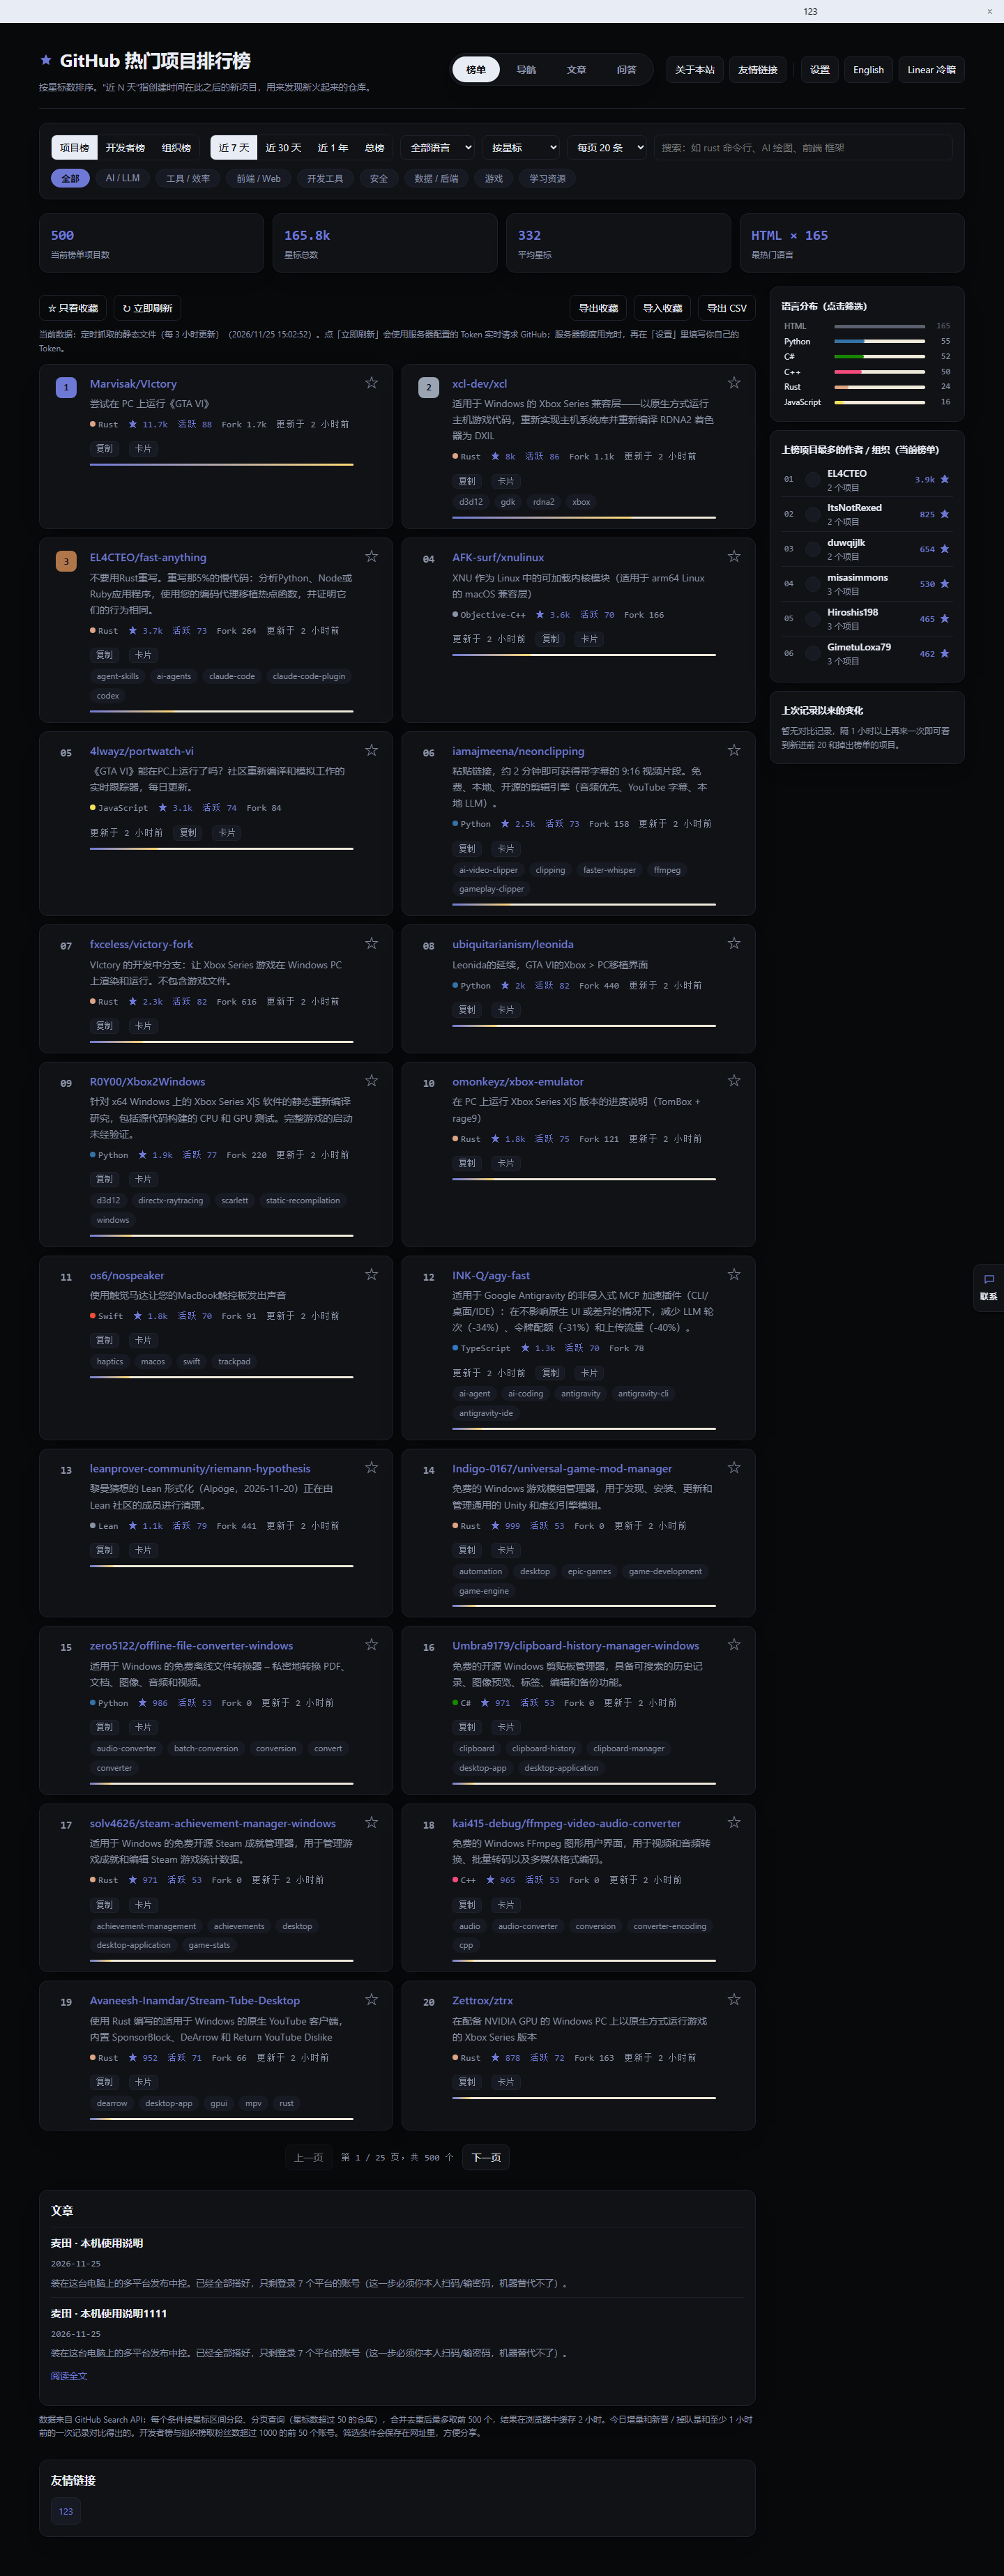 123
×
★ GitHub 热门项目排行榜
按星标数排序。"近 N 天"指创建时间在此之后的新项目，用来发现新火起来的仓库。
榜单 导航 文章 问答 关于本站 友情链接 设置 English Linear 冷暗
项目榜 开发者榜 组织榜 近 7 天 近 30 天 近 1 年 总榜 全部语言 按星标 每页 20 条 搜索：如 rust 命令行、AI 绘图、前端 框架
全部 AI / LLM 工具 / 效率 前端 / Web 开发工具 安全 数据 / 后端 游戏 学习资源
500
当前榜单项目数
165.8k
星标总数
332
平均星标
HTML × 165
最热门语言
☆ 只看收藏 ↻ 立即刷新 导出收藏 导入收藏 导出 CSV
当前数据：定时抓取的静态文件（每 3 小时更新）（2026/11/25 15:02:52）。点「立即刷新」会使用服务器配置的 Token 实时请求 GitHub；服务器额度用完时，再在「设置」里填写你自己的
Token。
1 Marvisak/VIctory ☆
尝试在 PC 上运行《GTA VI》
Rust ★ 11.7k 活跃 88 Fork 1.7k 更新于 2 小时前
复制 卡片
2 xcl-dev/xcl ☆
适用于 Windows 的 Xbox Series 兼容层——以原生方式运行
主机游戏代码，重新实现主机系统库并重新编译 RDNA2 着色
器为 DXIL
Rust ★ 8k 活跃 86 Fork 1.1k 更新于 2 小时前
复制 卡片
d3d12 gdk rdna2 xbox
3 EL4CTEO/fast-anything ☆
不要用Rust重写。重写那5%的慢代码：分析Python、Node或
Ruby应用程序，使用您的编码代理移植热点函数，并证明它
们的行为相同。
Rust ★ 3.7k 活跃 73 Fork 264 更新于 2 小时前
复制 卡片
agent-skills ai-agents claude-code claude-code-plugin
codex
04 AFK-surf/xnulinux ☆
XNU 作为 Linux 中的可加载内核模块（适用于 arm64 Linux
的 macOS 兼容层）
Objective-C++ ★ 3.6k 活跃 70 Fork 166
更新于 2 小时前 复制 卡片
05 4lwayz/portwatch-vi ☆
《GTA VI》能在PC上运行了吗？社区重新编译和模拟工作的
实时跟踪器，每日更新。
JavaScript ★ 3.1k 活跃 74 Fork 84
更新于 2 小时前 复制 卡片
06 iamajmeena/neonclipping ☆
粘贴链接，约 2 分钟即可获得带字幕的 9:16 视频片段。免
费、本地、开源的剪辑引擎（音频优先、YouTube 字幕、本
地 LLM）。
Python ★ 2.5k 活跃 73 Fork 158 更新于 2 小时前
复制 卡片
ai-video-clipper clipping faster-whisper ffmpeg
gameplay-clipper
07 fxceless/victory-fork ☆
VIctory 的开发中分支：让 Xbox Series 游戏在 Windows PC
上渲染和运行。不包含游戏文件。
Rust ★ 2.3k 活跃 82 Fork 616 更新于 2 小时前
复制 卡片
08 ubiquitarianism/leonida ☆
Leonida的延续，GTA VI的Xbox > PC移植界面
Python ★ 2k 活跃 82 Fork 440 更新于 2 小时前
复制 卡片
09 R0Y00/Xbox2Windows ☆
针对 x64 Windows 上的 Xbox Series X|S 软件的静态重新编译
研究，包括源代码构建的 CPU 和 GPU 测试。完整游戏的启动
未经验证。
Python ★ 1.9k 活跃 77 Fork 220 更新于 2 小时前
复制 卡片
d3d12 directx-raytracing scarlett static-recompilation
windows
10 omonkeyz/xbox-emulator ☆
在 PC 上运行 Xbox Series X|S 版本的进度说明（TomBox +
rage9）
Rust ★ 1.8k 活跃 75 Fork 121 更新于 2 小时前
复制 卡片
11 os6/nospeaker ☆
使用触觉马达让您的MacBook触控板发出声音
Swift ★ 1.8k 活跃 70 Fork 91 更新于 2 小时前
复制 卡片
haptics macos swift trackpad
12 INK-Q/agy-fast ☆
适用于 Google Antigravity 的非侵入式 MCP 加速插件（CLI/
桌面/IDE）：在不影响原生 UI 或差异的情况下，减少 LLM 轮
次（-34%）、令牌配额（-31%）和上传流量（-40%）。
TypeScript ★ 1.3k 活跃 70 Fork 78
更新于 2 小时前 复制 卡片
ai-agent ai-coding antigravity antigravity-cli
antigravity-ide
13 leanprover-community/riemann-hypothesis ☆
黎曼猜想的 Lean 形式化（Alpöge，2026-11-20）正在由
Lean 社区的成员进行清理。
Lean ★ 1.1k 活跃 79 Fork 441 更新于 2 小时前
复制 卡片
14 Indigo-0167/universal-game-mod-manager ☆
免费的 Windows 游戏模组管理器，用于发现、安装、更新和
管理通用的 Unity 和虚幻引擎模组。
Rust ★ 999 活跃 53 Fork 0 更新于 2 小时前
复制 卡片
automation desktop epic-games game-development
game-engine
15 zero5122/offline-file-converter-windows ☆
适用于 Windows 的免费离线文件转换器 – 私密地转换 PDF、
文档、图像、音频和视频。
Python ★ 986 活跃 53 Fork 0 更新于 2 小时前
复制 卡片
audio-converter batch-conversion conversion convert
converter
16 Umbra9179/clipboard-history-manager-windows ☆
免费的开源 Windows 剪贴板管理器，具备可搜索的历史记
录、图像预览、标签、编辑和备份功能。
C# ★ 971 活跃 53 Fork 0 更新于 2 小时前
复制 卡片
clipboard clipboard-history clipboard-manager
desktop-app desktop-application
17 solv4626/steam-achievement-manager-windows ☆
适用于 Windows 的免费开源 Steam 成就管理器，用于管理游
戏成就和编辑 Steam 游戏统计数据。
Rust ★ 971 活跃 53 Fork 0 更新于 2 小时前
复制 卡片
achievement-management achievements desktop
desktop-application game-stats
18 kai415-debug/ffmpeg-video-audio-converter ☆
免费的 Windows FFmpeg 图形用户界面，用于视频和音频转
换、批量转码以及多媒体格式编码。
C++ ★ 965 活跃 53 Fork 0 更新于 2 小时前
复制 卡片
audio audio-converter conversion converter-encoding
cpp
19 Avaneesh-Inamdar/Stream-Tube-Desktop ☆
使用 Rust 编写的适用于 Windows 的原生 YouTube 客户端，
内置 SponsorBlock、DeArrow 和 Return YouTube Dislike
Rust ★ 952 活跃 71 Fork 66 更新于 2 小时前
复制 卡片
dearrow desktop-app gpui mpv rust
20 Zettrox/ztrx ☆
在配备 NVIDIA GPU 的 Windows PC 上以原生方式运行游戏
的 Xbox Series 版本
Rust ★ 878 活跃 72 Fork 163 更新于 2 小时前
复制 卡片
上一页 第 1 / 25 页，共 500 个 下一页
语言分布（点击筛选）
HTML 165
Python 55
C# 52
C++ 50
Rust 24
JavaScript 16
上榜项目最多的作者 / 组织（当前榜单）
01 EL4CTEO 3.9k ★
2 个项目
02 ItsNotRexed 825 ★
2 个项目
03 duwqijlk 654 ★
2 个项目
04 misasimmons 530 ★
3 个项目
05 Hiroshis198 465 ★
3 个项目
06 GimetuLoxa79 462 ★
3 个项目
上次记录以来的变化
暂无对比记录，隔 1 小时以上再来一次即可看
到新进前 20 和掉出榜单的项目。
联系
文章
麦田 · 本机使用说明
2026-11-25
装在这台电脑上的多平台发布中控。已经全部搭好，只剩登录 7 个平台的账号（这一步必须你本人扫码/输密码，机器替代不了）。
麦田 · 本机使用说明1111
2026-11-25
装在这台电脑上的多平台发布中控。已经全部搭好，只剩登录 7 个平台的账号（这一步必须你本人扫码/输密码，机器替代不了）。
阅读全文
数据来自 GitHub Search API：每个条件按星标区间分段、分页查询（星标数超过 50 的仓库），合并去重后最多取前 500 个，结果在浏览器中缓存 2 小时。今日增量和新晋 / 掉队是和至少 1 小时
前的一次记录对比得出的。开发者榜与组织榜取粉丝数超过 1000 的前 50 个账号。筛选条件会保存在网址里，方便分享。
友情链接
123